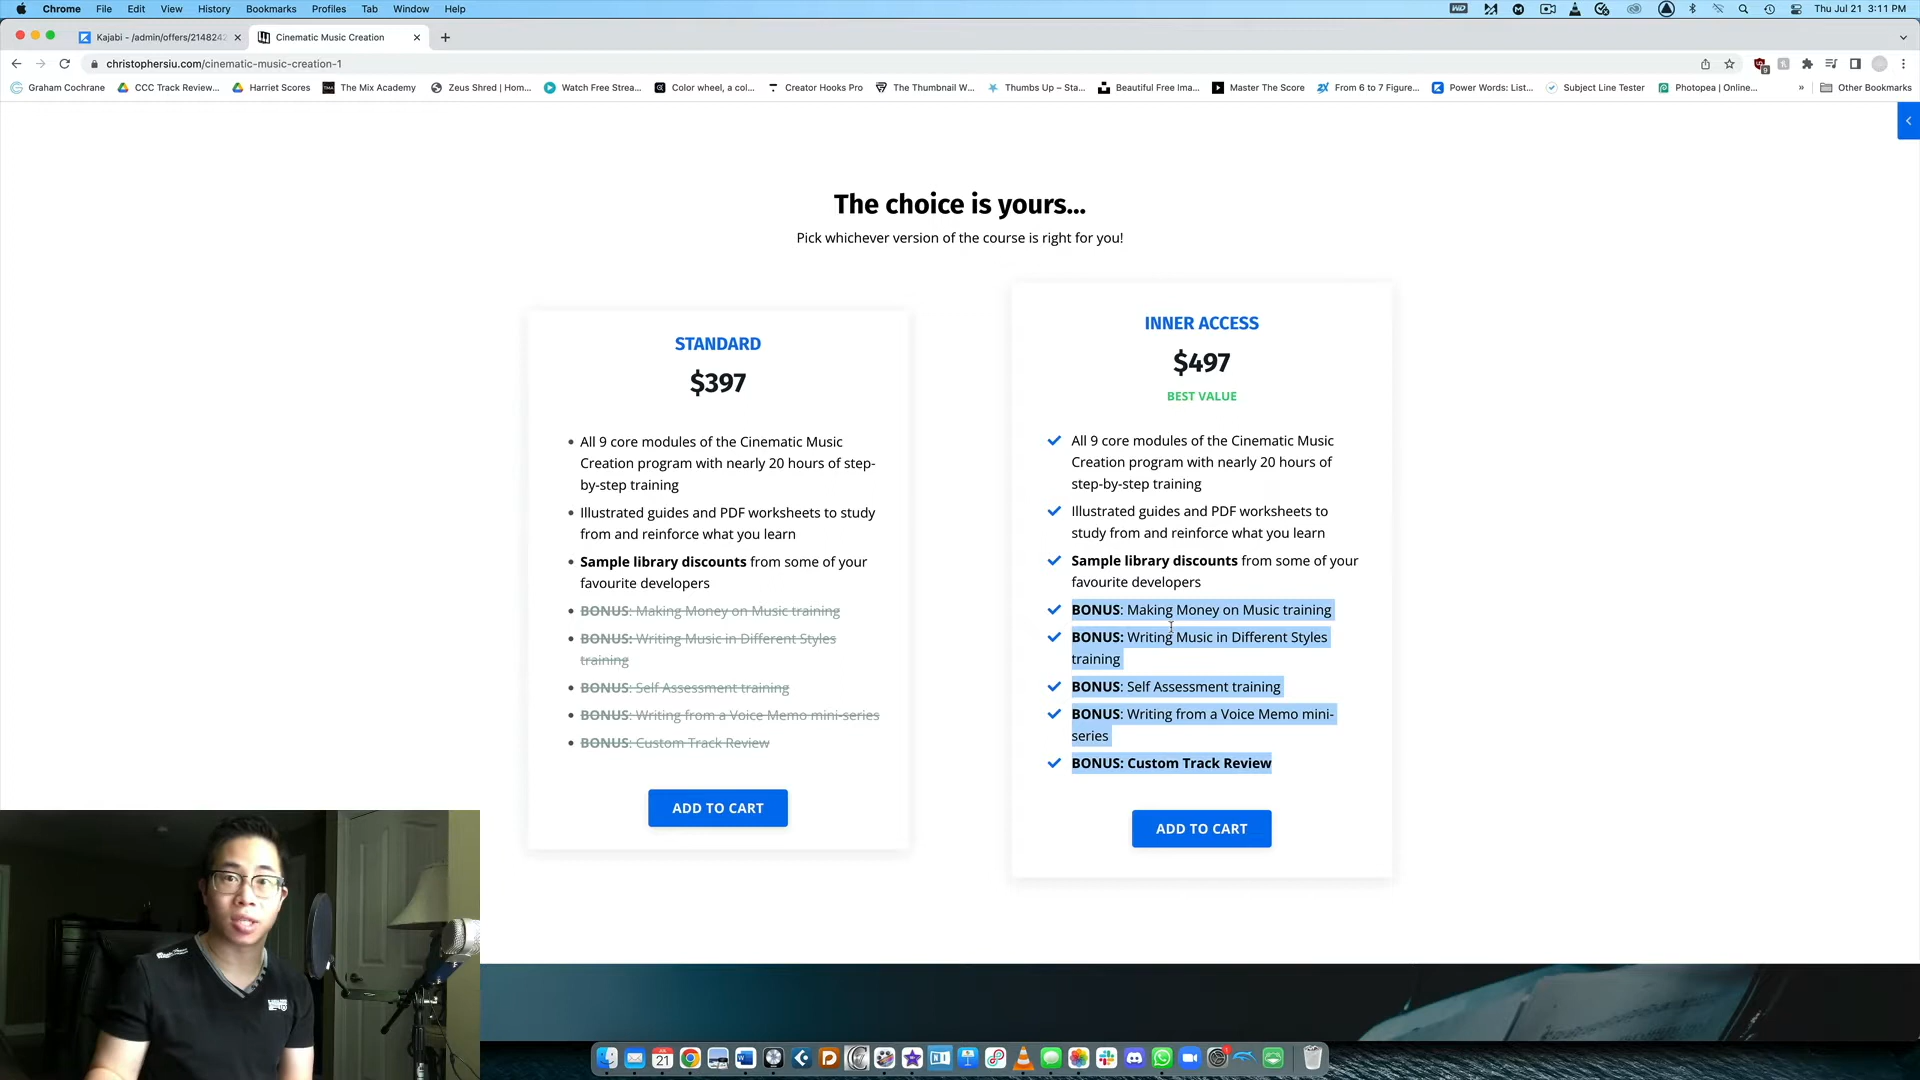 Chrome File Edit View History Bookmarks Profiles Tab Window Help
Thu Jul 21 3:11 PM
Kajabi - /admin/offers/214824
Cinematic Music Creation
christophersiu.com/cinematic-music-creation-1
Graham Cochrane CCC Track Review... Harriet Scores The Mix Academy Zeus Shred | Hom... Watch Free Strea... Color wheel, a col... Creator Hooks Pro The Thumbnail W... Thumbs Up – Sta... Beautiful Free Ima... Master The Score From 6 to 7 Figure... Power Words: List... Subject Line Tester Photopea | Online... » Other Bookmarks
The choice is yours...
Pick whichever version of the course is right for you!
STANDARD
$397
All 9 core modules of the Cinematic Music
Creation program with nearly 20 hours of step-
by-step training
Illustrated guides and PDF worksheets to study
from and reinforce what you learn
Sample library discounts from some of your
favourite developers
BONUS: Making Money on Music training
BONUS: Writing Music in Different Styles
training
BONUS: Self Assessment training
BONUS: Writing from a Voice Memo mini-series
BONUS: Custom Track Review
ADD TO CART
INNER ACCESS
$497
BEST VALUE
All 9 core modules of the Cinematic Music
Creation program with nearly 20 hours of
step-by-step training
Illustrated guides and PDF worksheets to
study from and reinforce what you learn
Sample library discounts from some of your
favourite developers
BONUS: Making Money on Music training
BONUS: Writing Music in Different Styles
training
BONUS: Self Assessment training
BONUS: Writing from a Voice Memo mini-
series
BONUS: Custom Track Review
ADD TO CART